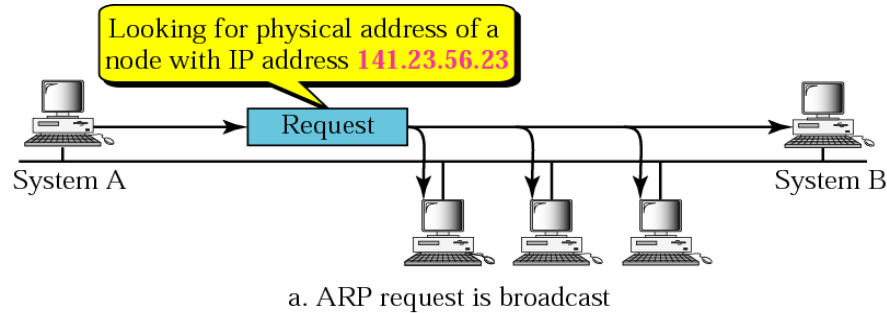 Looking for physical address of a
node with IP address 141.23.56.23
Request
System A
System B
a. ARP request is broadcast